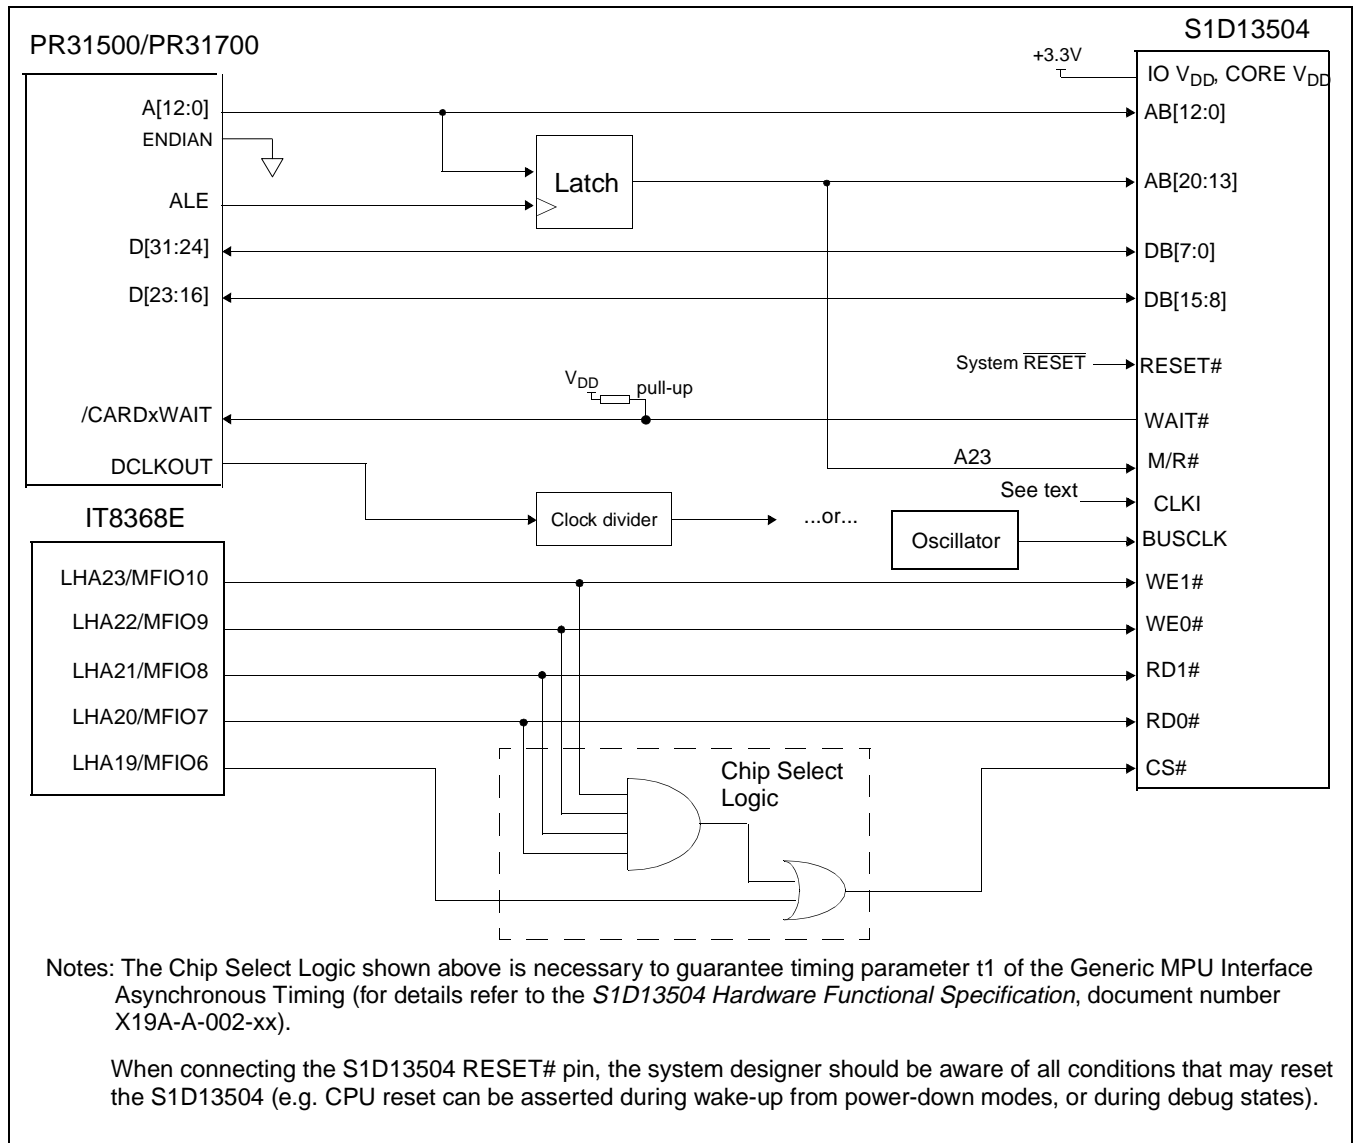 PR31500/PR31700
S1D13504
+3.3V
IO VDD, CORE VDD
A[12:0]
AB[12:0]
ENDIAN
Latch
AB[20:13]
ALE
D[31:24]
DB[7:0]
D[23:16]
DB[15:8]
System RESET
RESET#
VDD
pull-up
/CARDxWAIT
WAIT#
A23
M/R#
DCLKOUT
See text
CLKI
IT8368E
Clock divider
...or...
Oscillator
BUSCLK
LHA23/MFIO10
WE1#
LHA22/MFIO9
WE0#
LHA21/MFIO8
RD1#
LHA20/MFIO7
RD0#
LHA19/MFIO6
CS#
Chip Select
Logic
Notes: The Chip Select Logic shown above is necessary to guarantee timing parameter t1 of the Generic MPU Interface
Asynchronous Timing (for details refer to the S1D13504 Hardware Functional Specification, document number
X19A-A-002-xx).
When connecting the S1D13504 RESET# pin, the system designer should be aware of all conditions that may reset
the S1D13504 (e.g. CPU reset can be asserted during wake-up from power-down modes, or during debug states).